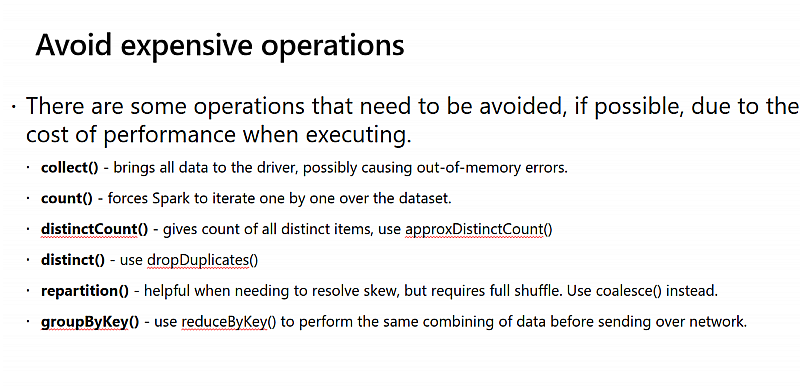 Avoid expensive operations
· There are some operations that need to be avoided, if possible, due to the
cost of performance when executing.
· collect() - brings all data to the driver, possibly causing out-of-memory errors.
· count() - forces Spark to iterate one by one over the dataset.
· distinctCount() - gives count of all distinct items, use approxDistinctCount()
· distinct() - use dropDuplicates()
· repartition() - helpful when needing to resolve skew, but requires full shuffle. Use coalesce() instead.
· groupByKey() - use reduceByKey() to perform the same combining of data before sending over network.